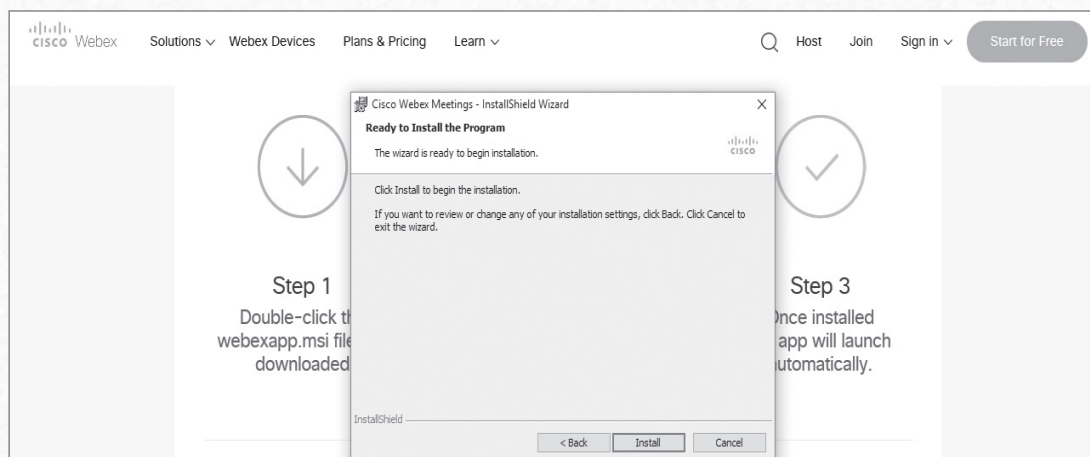 cisco Webex Solutions Webex Devices Plans & Pricing Learn Host Join Sign in Start for Free
Cisco Webex Meetings - InstallShield Wizard X
Ready to Install the Program
The wizard is ready to begin installation.
cisco
Click Install to begin the installation.
If you want to review or change any of your installation settings, click Back. Click Cancel to
exit the wizard.
Step 1
Double-click
webexapp.msi file
downloaded
Step 3
Once installed
app will launch
automatically.
InstallShield
< Back Install Cancel